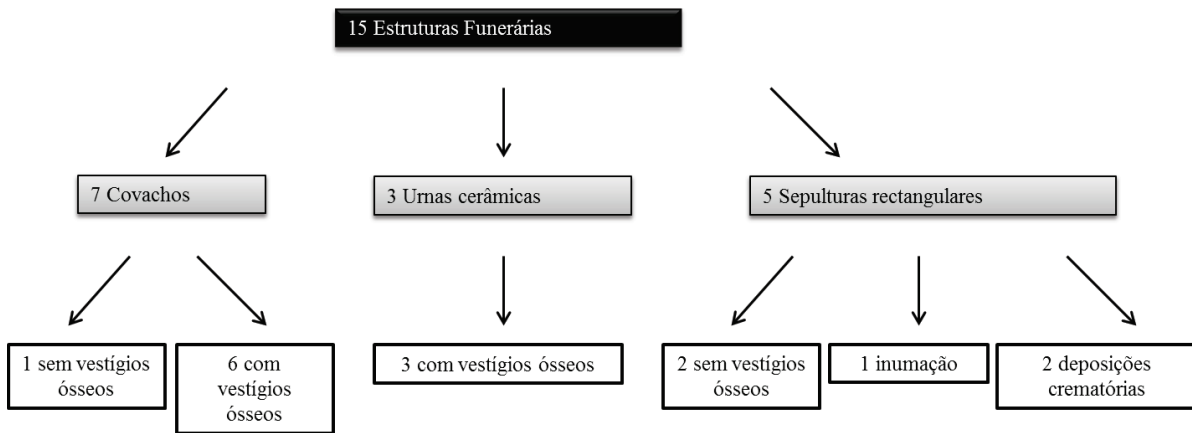 15 Estruturas Funerárias
7 Covachos
3 Urnas cerâmicas
5 Sepulturas rectangulares
1 sem vestígios
ósseos
6 com
vestígios
ósseos
3 com vestígios ósseos
2 sem vestígios
ósseos
1 inumação
2 deposições
crematórias